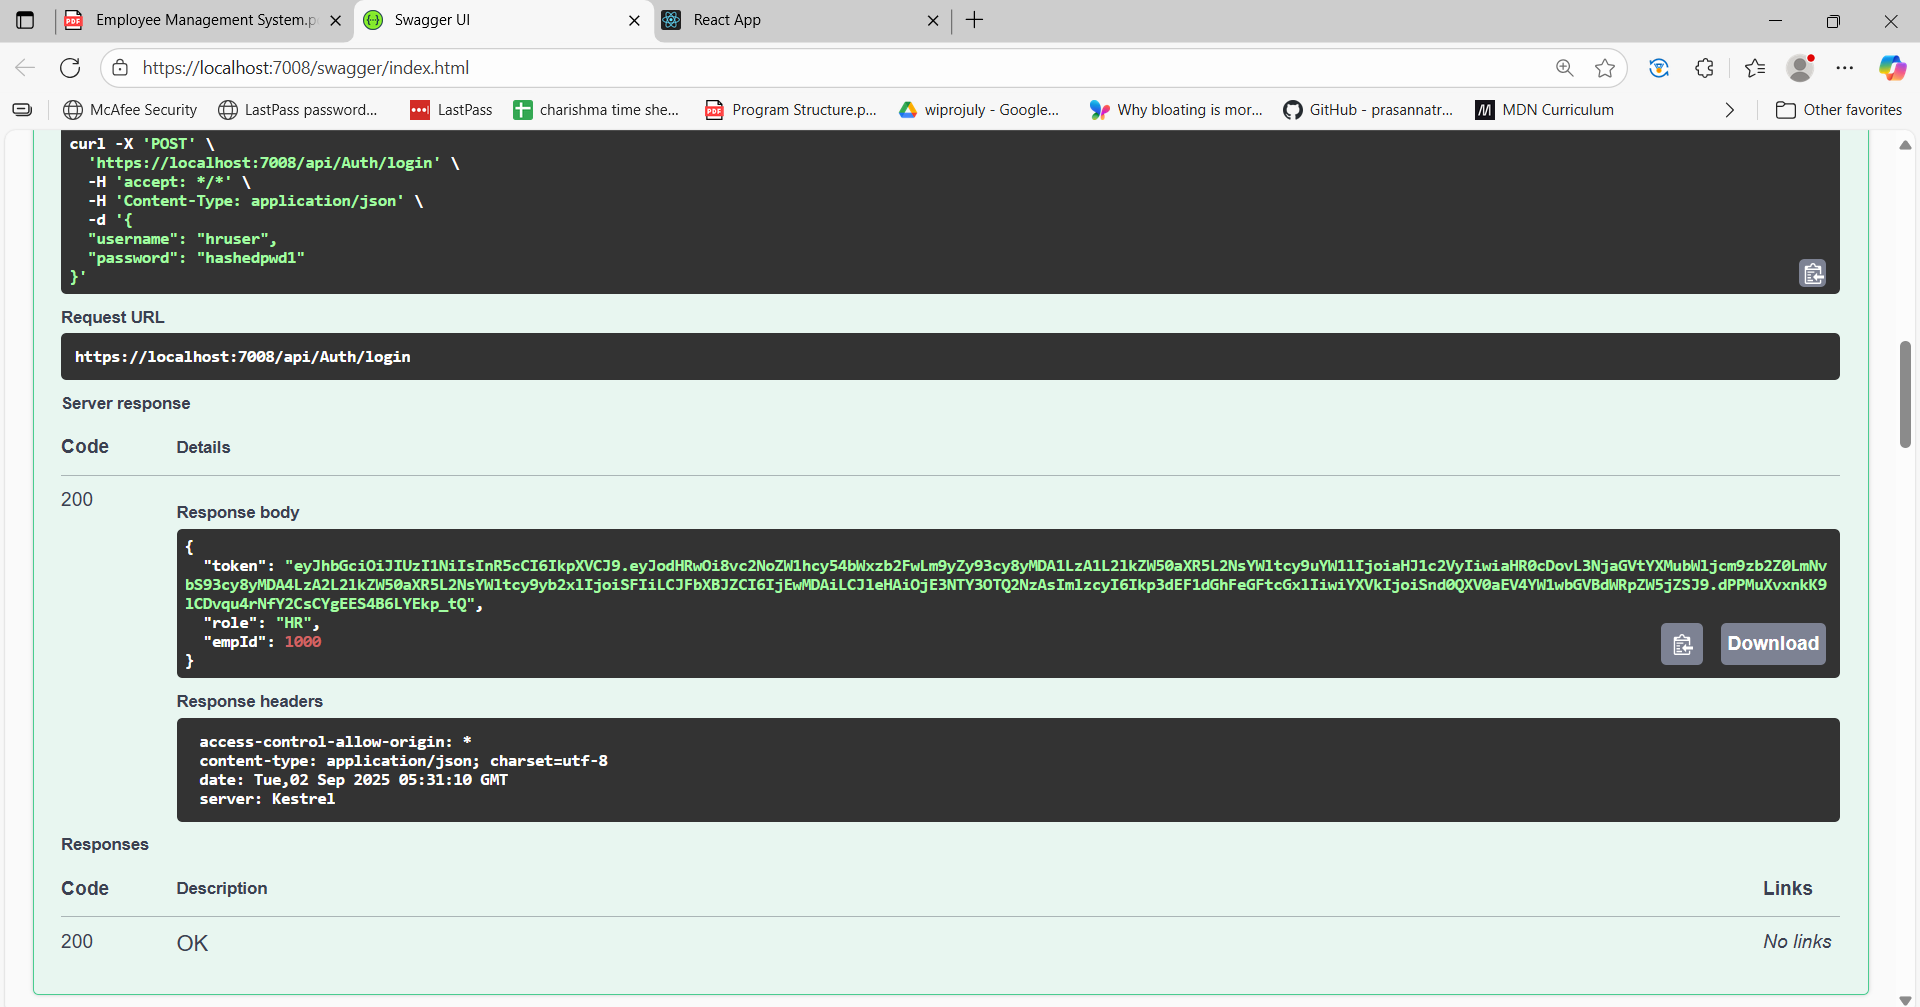 Employee Management System.p
Swagger UI
React App
https://localhost:7008/swagger/index.html
McAfee Security
LastPass password...
LastPass
charishma time she...
Program Structure.p...
wiprojuly - Google...
Why bloating is mor...
GitHub - prasannatr...
MDN Curriculum
Other favorites
curl -X 'POST' \
'https://localhost:7008/api/Auth/login' \
-H 'accept: */*' \
-H 'Content-Type: application/json' \
-d '{
"username": "hruser",
"password": "hashedpwd1"
}'
Request URL
https://localhost:7008/api/Auth/login
Server response
Code Details
200
Response body
{
"token": "eyJhbGciOiJIUzI1NiIsInR5cCI6IkpXVCJ9.eyJodHRwOi8vc2NoZW1hcy54bWxzb2FwLm9yZy93cy8yMDA1LzA1L2lkZW50aXR5L2NsYWltcy9uYW1lIjoiaHJ1c2VyIiwiaHR0cDovL3NjaGVtYXMubWljcm9zb2Z0LmNv
bS93cy8yMDA4LzA2L2lkZW50aXR5L2NsYWltcy9yb2xlIjoiSFIiLCJFbXBJZCI6IjEwMDAiLCJleHAiOjE3NTY3OTQ2NzAsImlzcyI6Ikp3dEF1dGhFeGFtcGxlIiwiYXVkIjoiSnd0QXV0aEV4YW1wbGVBdWRpZW5jZSJ9.dPPMuXvxnkK9
lCDvqu4rNfY2CsCYgEES4B6LYEkp_tQ",
"role": "HR",
"empId": 1000
}
Download
Response headers
access-control-allow-origin: *
content-type: application/json; charset=utf-8
date: Tue,02 Sep 2025 05:31:10 GMT
server: Kestrel
Responses
Code Description Links
200 OK No links